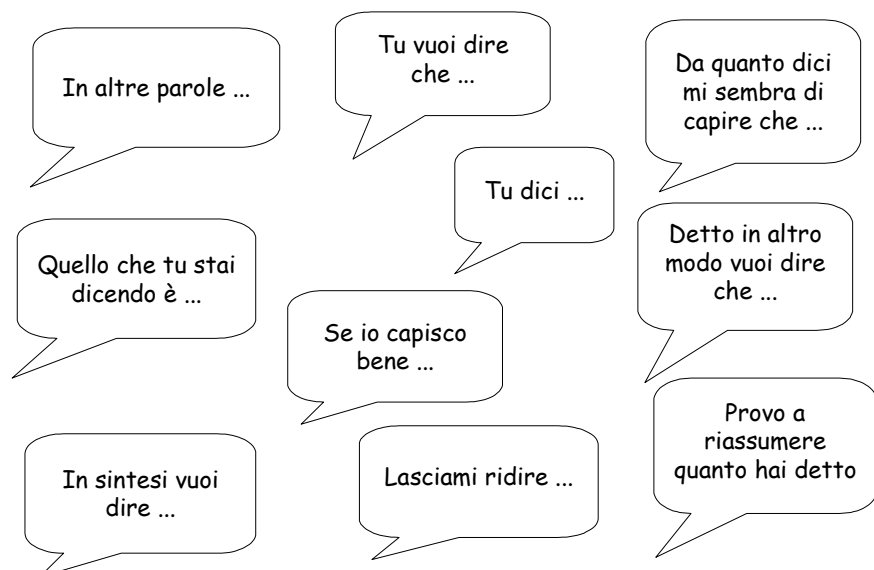 In altre parole ...
Tu vuoi dire
che ...
Da quanto dici
mi sembra di
capire che ...
Tu dici ...
Quello che tu stai
dicendo è ...
Detto in altro
modo vuoi dire
che ...
Se io capisco
bene ...
In sintesi vuoi
dire ...
Lasciami ridire ...
Provo a
riassumere
quanto hai detto